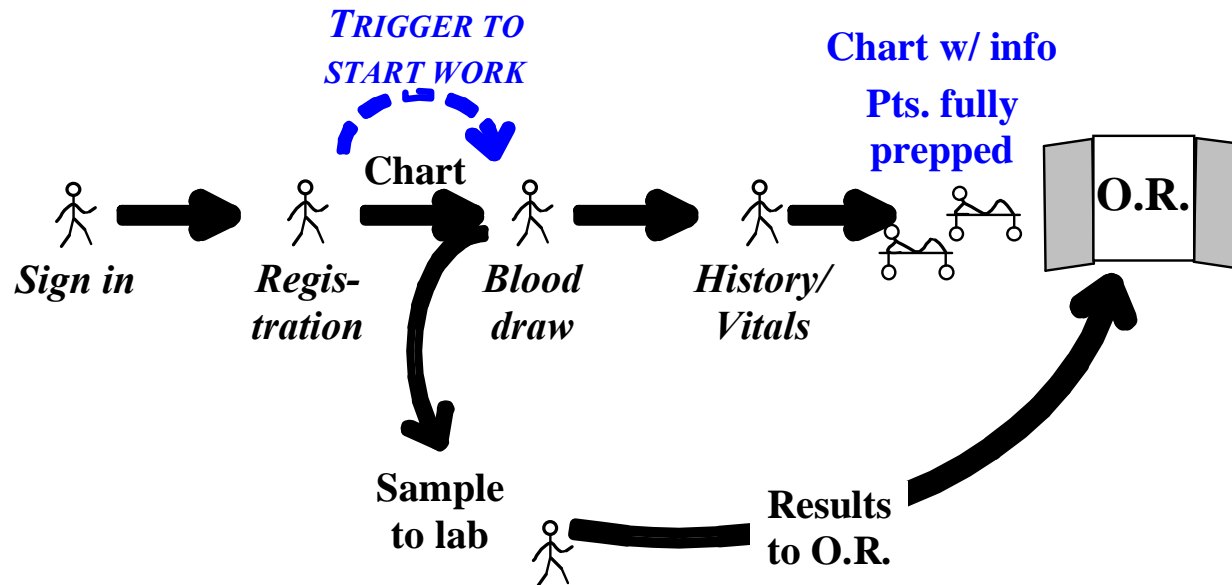 TRIGGER TO
START WORK
Chart w/ info
Pts. fully
prepped
Chart
O.R.
Sign in
Regis-
tration
Blood
draw
History/
Vitals
Sample
to lab
Results
to O.R.